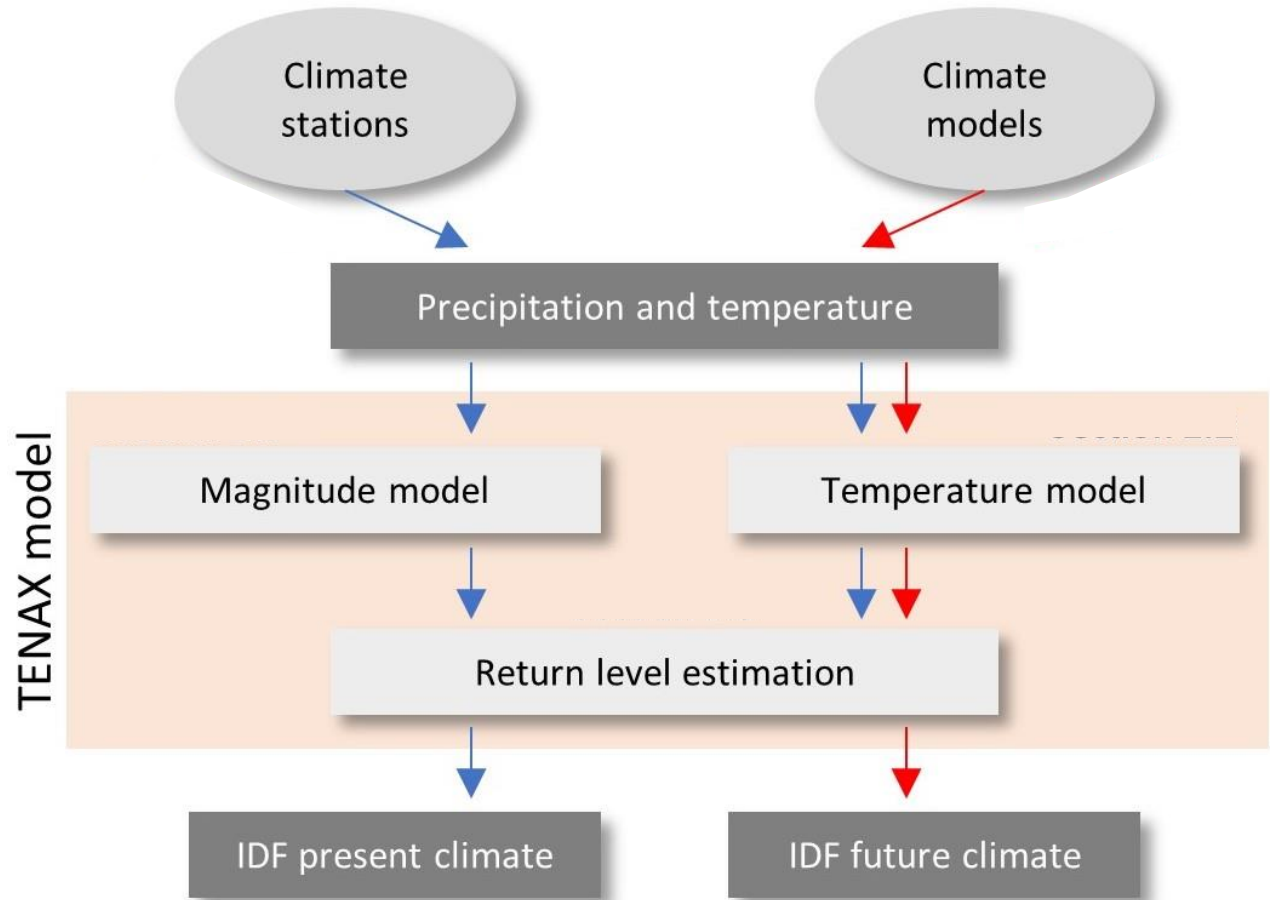 Climate
stations
Climate
models
Precipitation and temperature
TENAX model
Magnitude model
Temperature model
Return level estimation
IDF present climate
IDF future climate